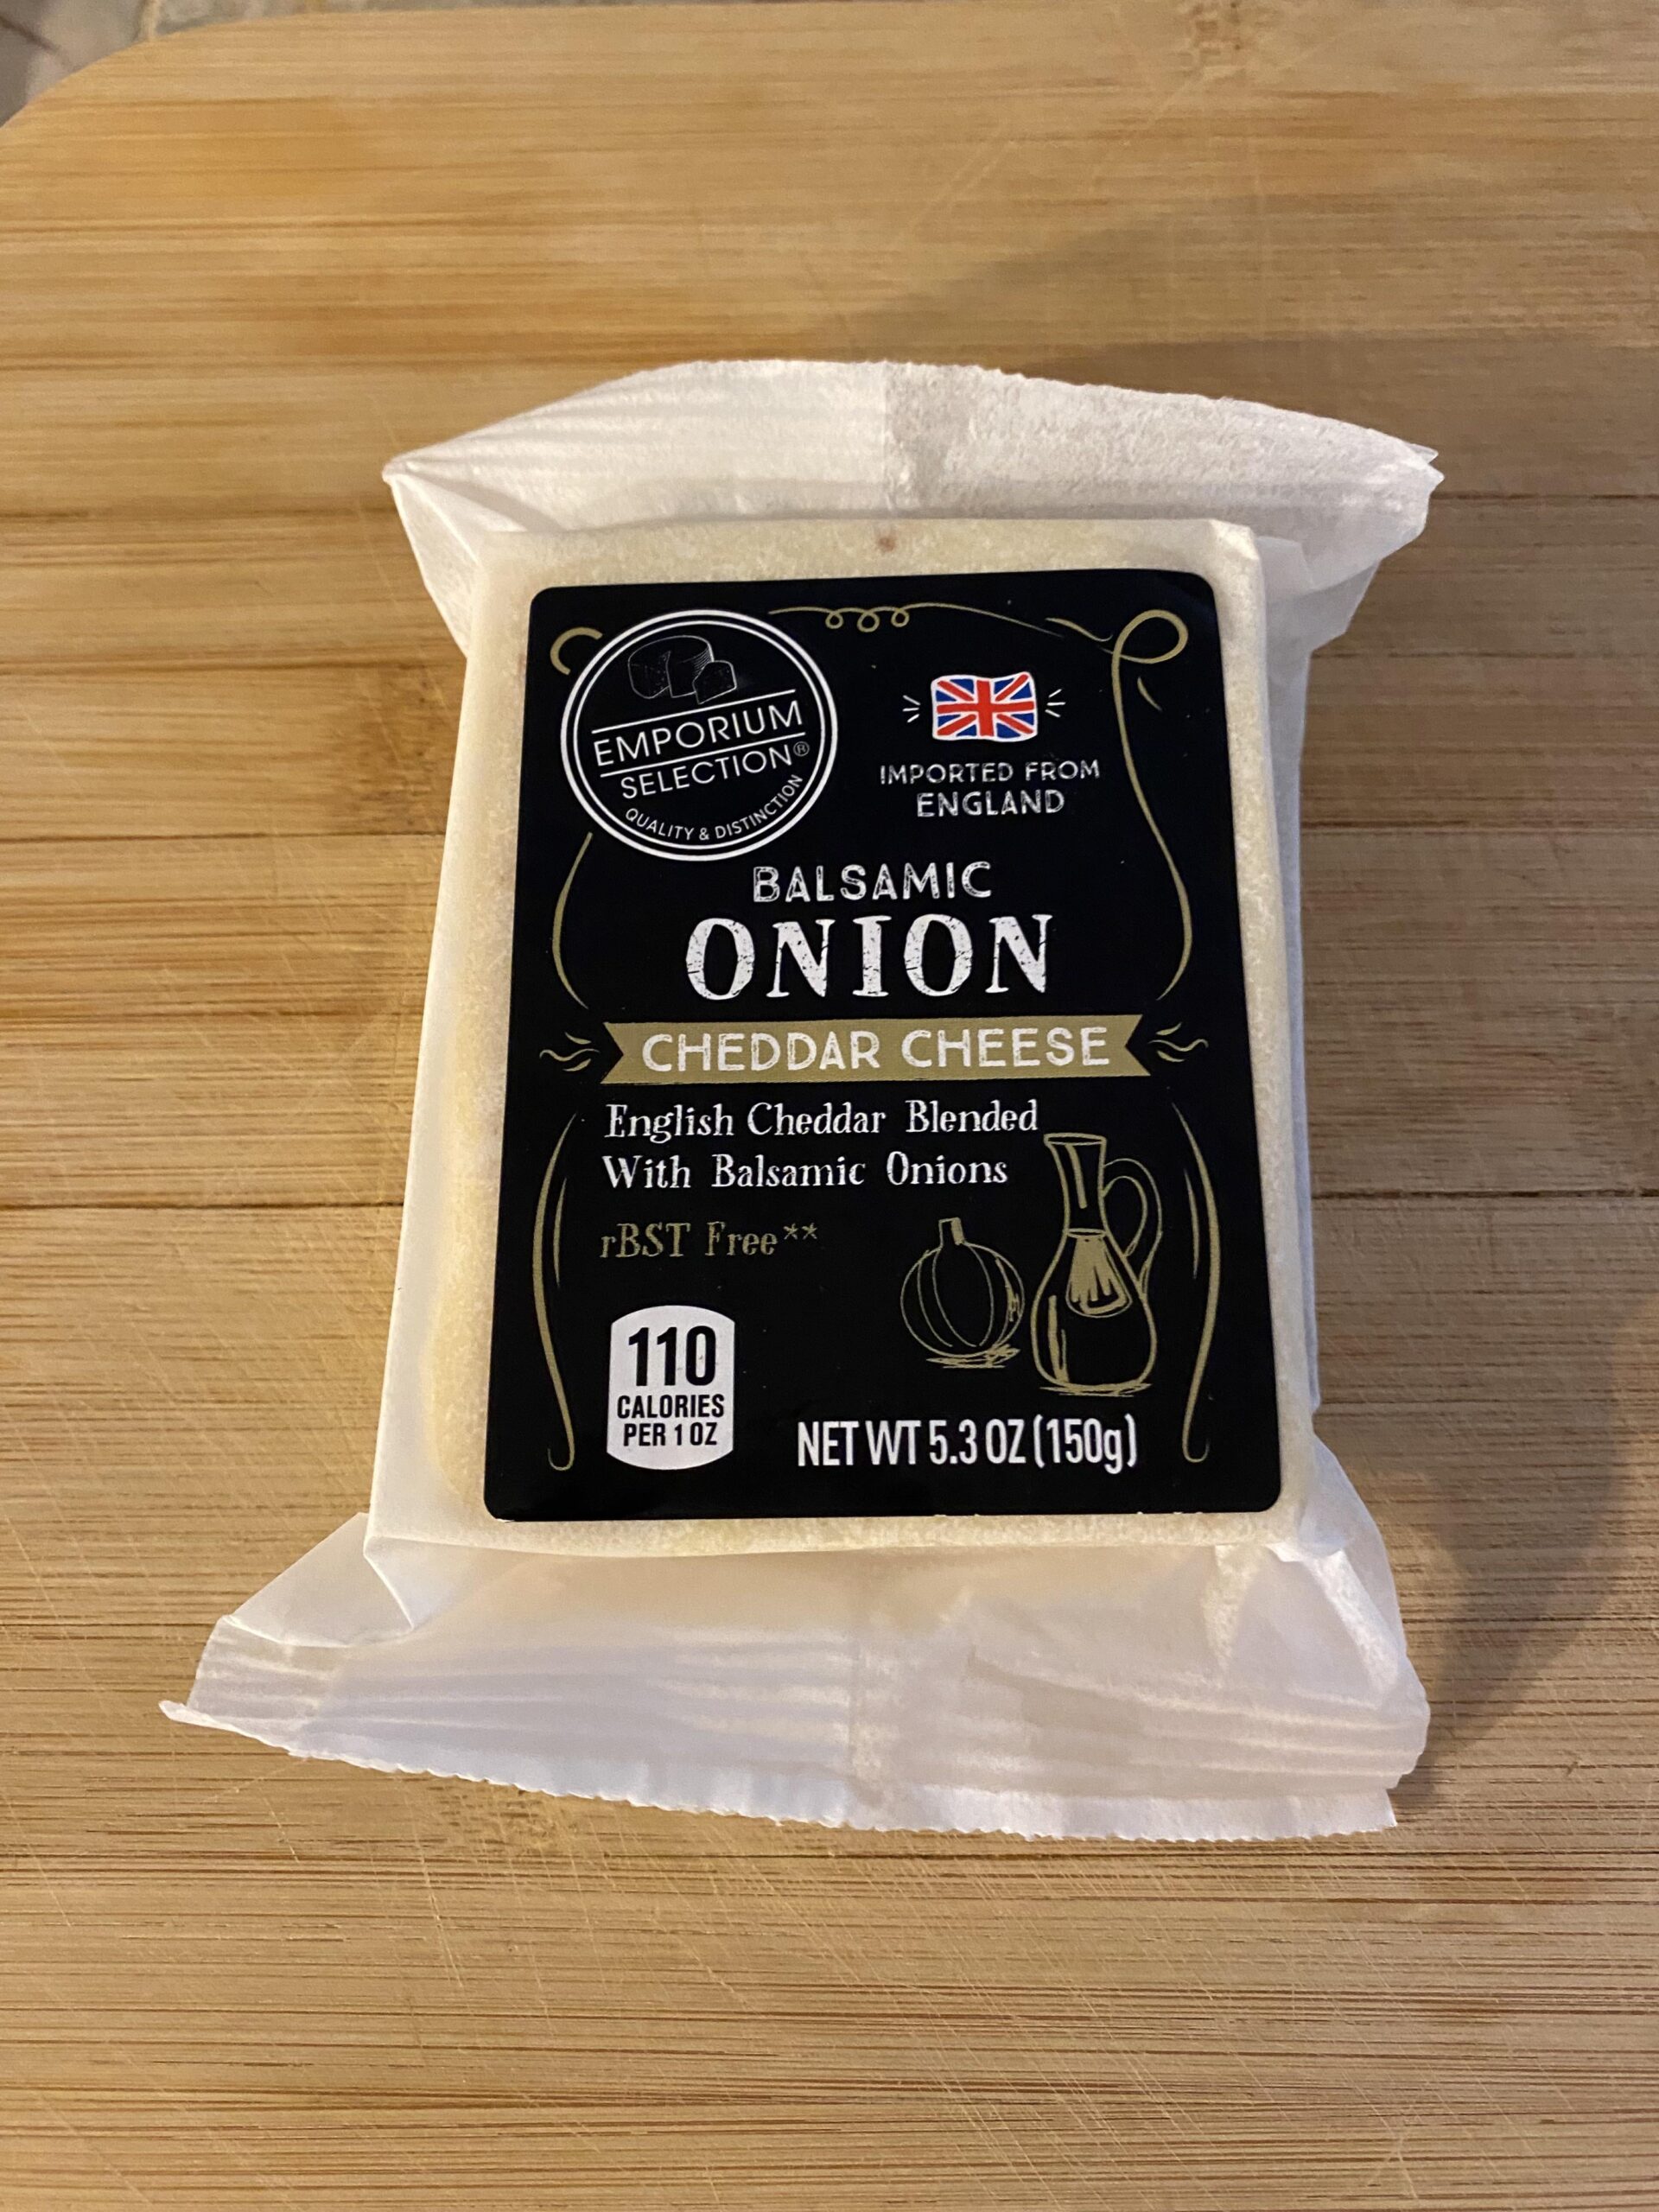 EMPORIUM
SELECTION®
QUALITY & DISTINCTION
IMPORTED FROM
ENGLAND
BALSAMIC
ONION
CHEDDAR CHEESE
English Cheddar Blended
With Balsamic Onions
rBST Free**
110
CALORIES
PER 1 OZ
NET WT 5.3 OZ (150g)